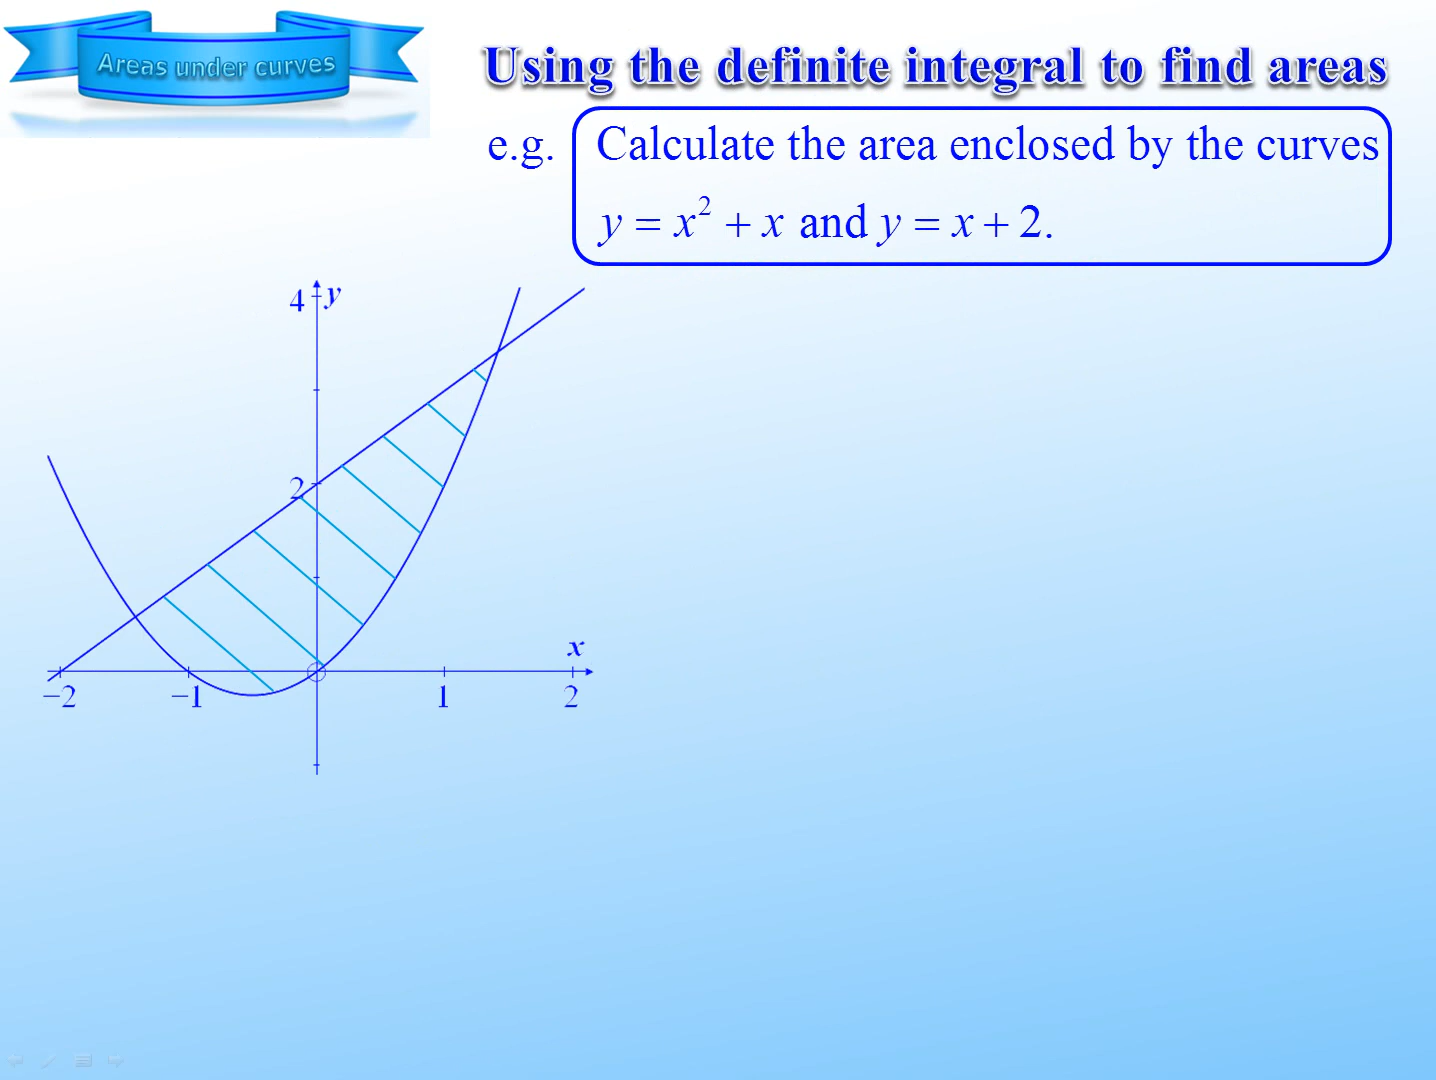 Areas under curves
Using the definite integral to find areas
e.g. Calculate the area enclosed by the curves
y = x² + x and y = x + 2.
4 y
2
x
−2 −1 1 2